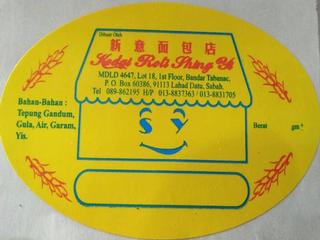 Dibuat Oleh
新意面包店
Kedai Roti Shing Yi
MDLD 4647, Lot 18, 1st Floor, Bandar Tabanac,
P. O Box 60386, 91113 Lahad Datu, Sabah.
Tel 089-862195 H/P 013-8837363 / 013-8831705
Bahan-Bahan :
Tepung Gandum,
Gula, Air, Garam,
Yis.
S Y
Berat gm